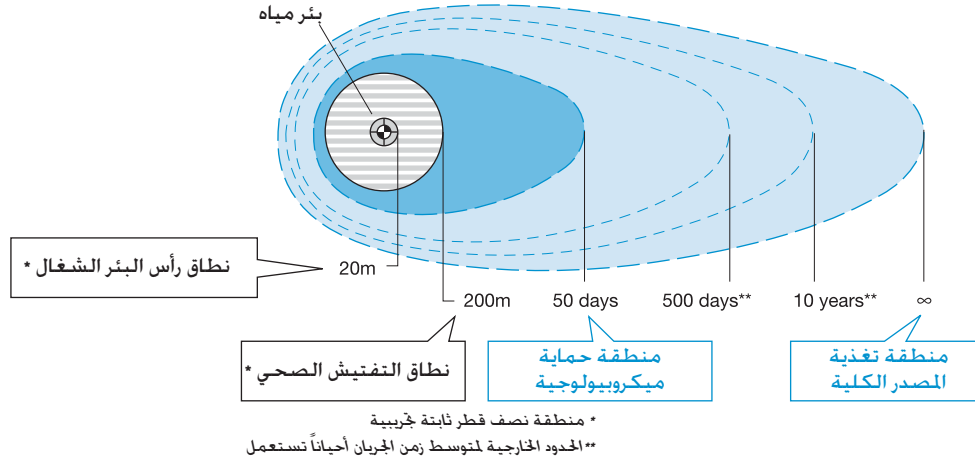 بئر مياه
نطاق رأس البئر الشغال *
20m
200m
50 days
500 days**
10 years**
∞
نطاق التفتيش الصحي *
منطقة حماية
ميكروبيولوجية
منطقة تغذية
المصدر الكلية
* منطقة نصف قطر ثابتة تجريبية
** الحدود الخارجية لمتوسط زمن الجريان أحياناً تستعمل